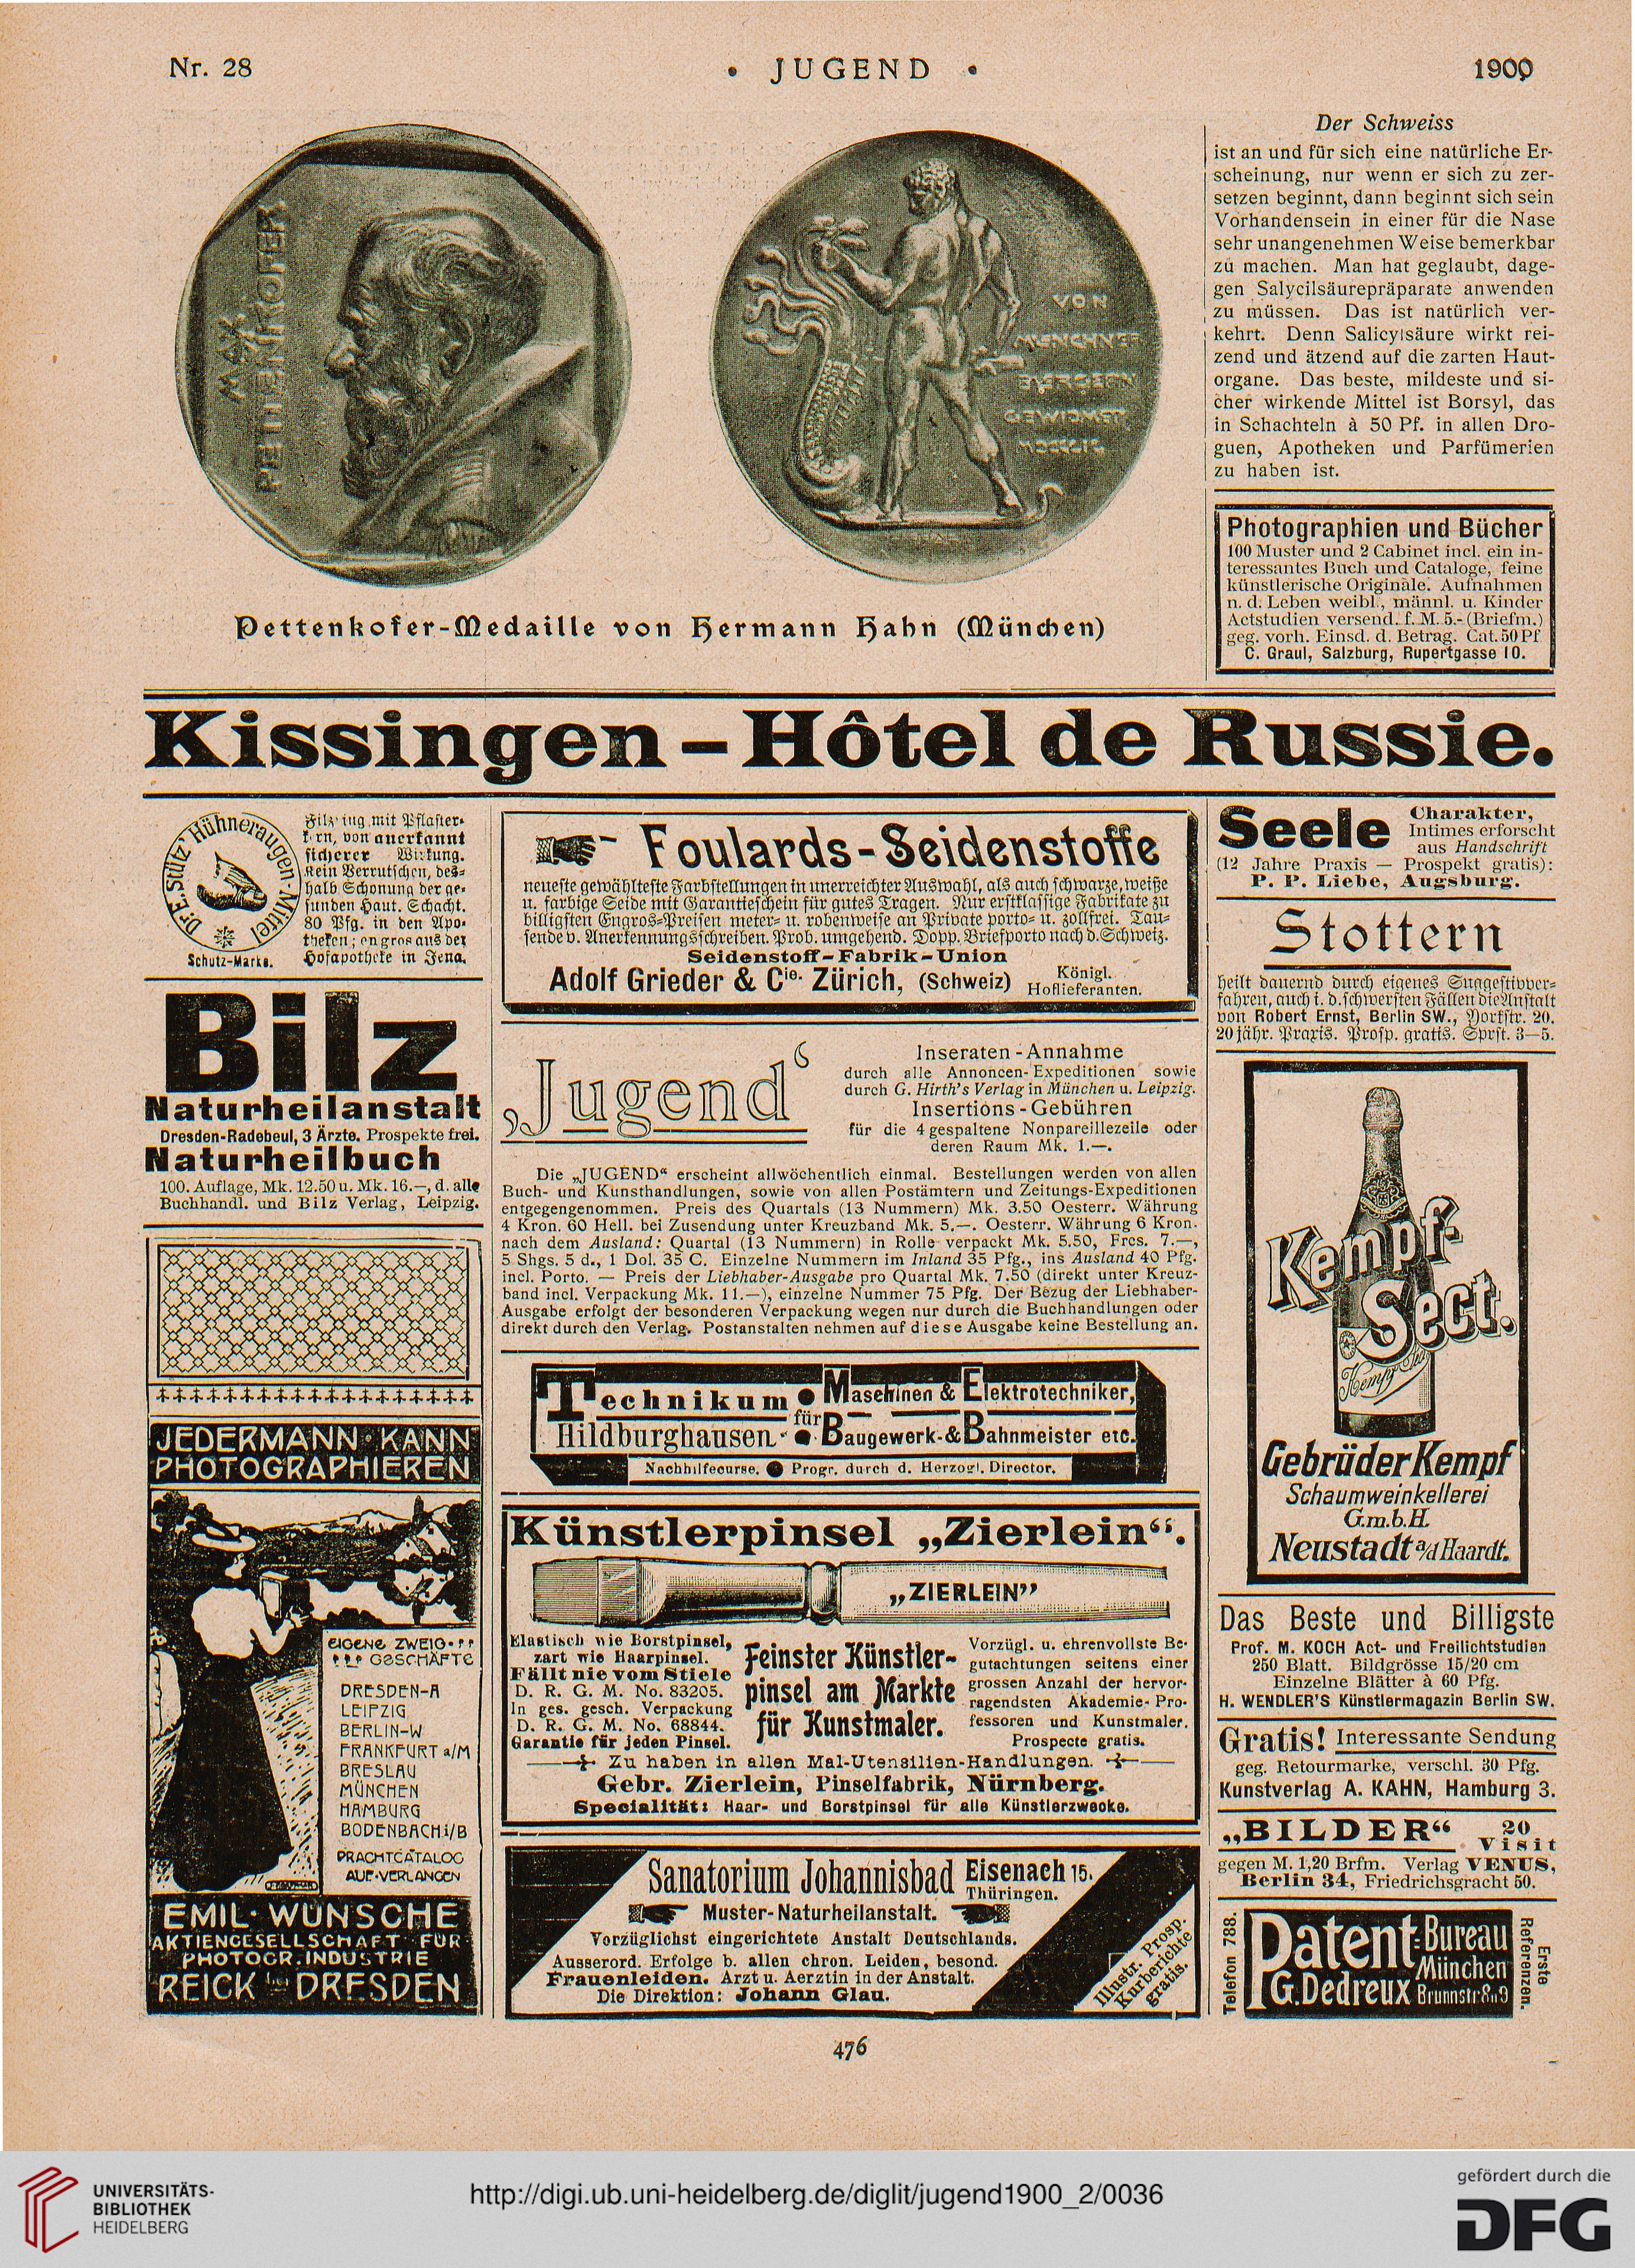 Nr. 28
• JUGEND •
1900
MAX
PETTENKOFER
VON
MÜNCHNER
BÜRGERN
GEWIDMET
Pettenkofer-Medaille von Hermann Hahn (München)
Der Schweiss
ist an und für sich eine natürliche Er-
scheinung, nur wenn er sich zu zer-
setzen beginnt, dann beginnt sich sein
Vorhandensein in einer für die Nase
sehr unangenehmen Weise bemerkbar
zu machen. Man hat geglaubt, dage-
gen Salycilsäurepräparate anwenden
zu müssen. Das ist natürlich ver-
kehrt. Denn Salicylsäure wirkt rei-
zend und ätzend auf die zarten Haut-
organe. Das beste, mildeste und si-
cher wirkende Mittel ist Borsyl, das
in Schachteln à 50 Pf. in allen Dro-
guen, Apotheken und Parfümerien
zu haben ist.
Photographien und Bücher
100 Muster und 2 Cabinet incl. ein in-
teressantes Buch und Cataloge, feine
künstlerische Originale. Aufnahmen
n. d. Leben weibl., männl. u. Kinder
Actstudien versend. f. M. 5.- (Briefm.)
geg. vorh. Einsd. d. Betrag. Cat. 50 Pf
C. Graul, Salzburg, Rupertgasse 10.
Kissingen – Hôtel de Russie.
Dr. E. Stütz' Hühneraugen-Mittel
Schutz-Marke.
mit Pflaster-
von anerkannt
sicherer Wirkung.
Kein Verrutschen, des-
halb Schonung der ge-
sunden Haut. Schacht.
80 Pfg. in den Apo-
theken; en gros aus der
Hofapotheke in Jena.
Bilz
Naturheilanstalt
Dresden-Radebeul, 3 Ärzte. Prospekte frei.
Naturheilbuch
100. Auflage, Mk. 12.50 u. Mk. 16.—, d. alle
Buchhandl. und Bilz Verlag, Leipzig.
JEDERMANN · KANN
PHOTOGRAPHIEREN
EIGENE ZWEIG-
GESCHÄFTE
DRESDEN-A
LEIPZIG
BERLIN-W
FRANKFURT a/M
BRESLAU
MÜNCHEN
HAMBURG
BODENBACH i/B
PRACHTCATALOG
AUF·VERLANGEN
EMIL · WÜNSCHE
AKTIENGESELLSCHAFT FÜR
PHOTOGR. INDUSTRIE
REICK bei DRESDEN
Foulards-Seidenstoffe
neueste gewählteste Farbstellungen in unerreichter Auswahl, als auch schwarze, weiße
u. farbige Seide mit Garantieschein für gutes Tragen. Nur erstklassige Fabrikate zu
billigsten Engros-Preisen meter- u. robenweise an Private porto- u. zollfrei. Tau-
sende v. Anerkennungsschreiben. Prob. umgehend. Dopp. Briefporto nach d. Schweiz.
Seidenstoff-Fabrik-Union
Adolf Grieder & Cie. Zürich, (Schweiz) Königl. Hoflieferanten.
‚Jugend‘
Inseraten-Annahme
durch alle Annoncen-Expeditionen sowie
durch G. Hirth's Verlag in München u. Leipzig.
Insertions-Gebühren
für die 4 gespaltene Nonpareillezeile oder
deren Raum Mk. 1.—.
Die „JUGEND“ erscheint allwöchentlich einmal. Bestellungen werden von allen
Buch- und Kunsthandlungen, sowie von allen Postämtern und Zeitungs-Expeditionen
entgegengenommen. Preis des Quartals (13 Nummern) Mk. 3.50 Oesterr. Währung
4 Kron. 60 Hell. bei Zusendung unter Kreuzband Mk. 5.—. Oesterr. Währung 6 Kron.
nach dem Ausland: Quartal (13 Nummern) in Rolle verpackt Mk. 5.50, Frcs. 7.—,
5 Shgs. 5 d., 1 Dol. 35 C. Einzelne Nummern im Inland 35 Pfg., ins Ausland 40 Pfg.
incl. Porto. — Preis der Liebhaber-Ausgabe pro Quartal Mk. 7.50 (direkt unter Kreuz-
band incl. Verpackung Mk. 11.—), einzelne Nummer 75 Pfg. Der Bezug der Liebhaber-
Ausgabe erfolgt der besonderen Verpackung wegen nur durch die Buchhandlungen oder
direkt durch den Verlag. Postanstalten nehmen auf diese Ausgabe keine Bestellung an.
Technikum • Maschinen & Elektrotechniker,
für
Hildburghausen • Baugewerk- & Bahnmeister etc.
Nachhilfecurse. • Progr. durch d. Herzogl. Director.
Künstlerpinsel „Zierlein“.
„ZIERLEIN”
Elastisch wie Borstpinsel,
zart wie Haarpinsel.
Fällt nie vom Stiele
D. R. G. M. No. 83205.
In ges. gesch. Verpackung
D. R. G. M. No. 68844.
Garantie für jeden Pinsel.
Feinster Künstler-
pinsel am Markte
für Kunstmaler.
Vorzügl. u. ehrenvollste Be-
gutachtungen seitens einer
grossen Anzahl der hervor-
ragendsten Akademie-Pro-
fessoren und Kunstmaler.
Prospecte gratis.
Zu haben in allen Mal-Utensilien-Handlungen.
Gebr. Zierlein, Pinselfabrik, Nürnberg.
Specialität: Haar- und Borstpinsel für alle Künstlerzwecke.
Sanatorium Johannisbad Eisenach 15.
Thüringen.
Muster-Naturheilanstalt.
Vorzüglichst eingerichtete Anstalt Deutschlands.
Ausserord. Erfolge b. allen chron. Leiden, besond.
Frauenleiden. Arzt u. Aerztin in der Anstalt.
Die Direktion: Johann Glau.
Illustr. Prosp.
Kurberichte
gratis.
Seele Charakter,
Intimes erforscht
aus Handschrift
(12 Jahre Praxis — Prospekt gratis):
P. P. Liebe, Augsburg.
Stottern
heilt dauernd durch eigenes Suggestivver-
fahren, auch i. d. schwersten Fällen die Anstalt
von Robert Ernst, Berlin SW., Yorkstr. 20.
20jähr. Praxis. Prosp. gratis. Sprst. 3—5.
Kempf-
Sect.
Gebrüder Kempf
Schaumweinkellerei
G.m.b.H.
Neustadt a/d Haardt.
Das Beste und Billigste
Prof. M. KOCH Act- und Freilichtstudien
250 Blatt. Bildgrösse 15/20 cm
Einzelne Blätter à 60 Pfg.
H. WENDLER'S Künstlermagazin Berlin SW.
Gratis! Interessante Sendung
geg. Retourmarke, verschl. 30 Pfg.
Kunstverlag A. KAHN, Hamburg 3.
„BILDER“ 20 Visit
gegen M. 1,20 Brfm. Verlag VENUS,
Berlin 34, Friedrichsgracht 50.
Telefon 788.
Patent-Bureau
München
G. Dedreux Brunnstr. 8 u. 9
Erste
Referenzen.
476
UNIVERSITÄTS-
BIBLIOTHEK
HEIDELBERG
http://digi.ub.uni-heidelberg.de/diglit/jugend1900_2/0036
gefördert durch die
DFG